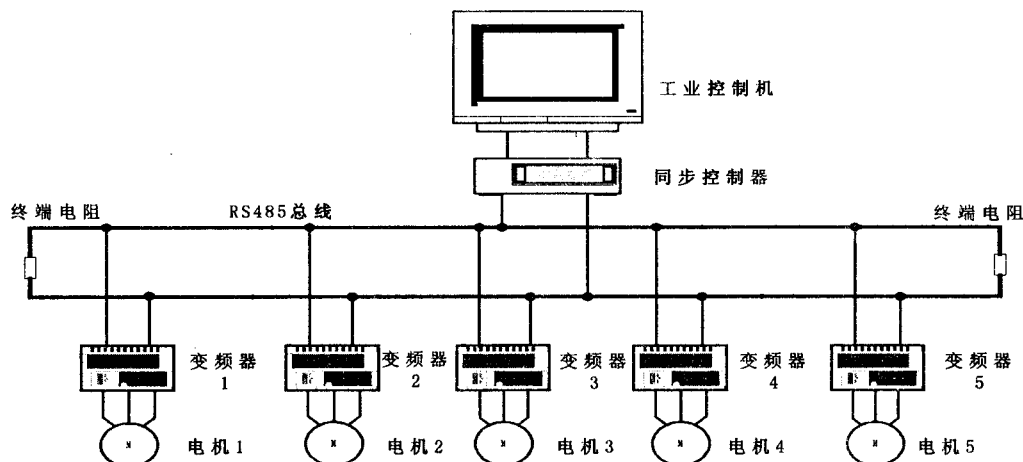 工业控制机
同步控制器
终端电阻
RS485总线
终端电阻
变频器
1
变频器
2
变频器
3
变频器
4
变频器
5
电机1
电机2
电机3
电机4
电机5